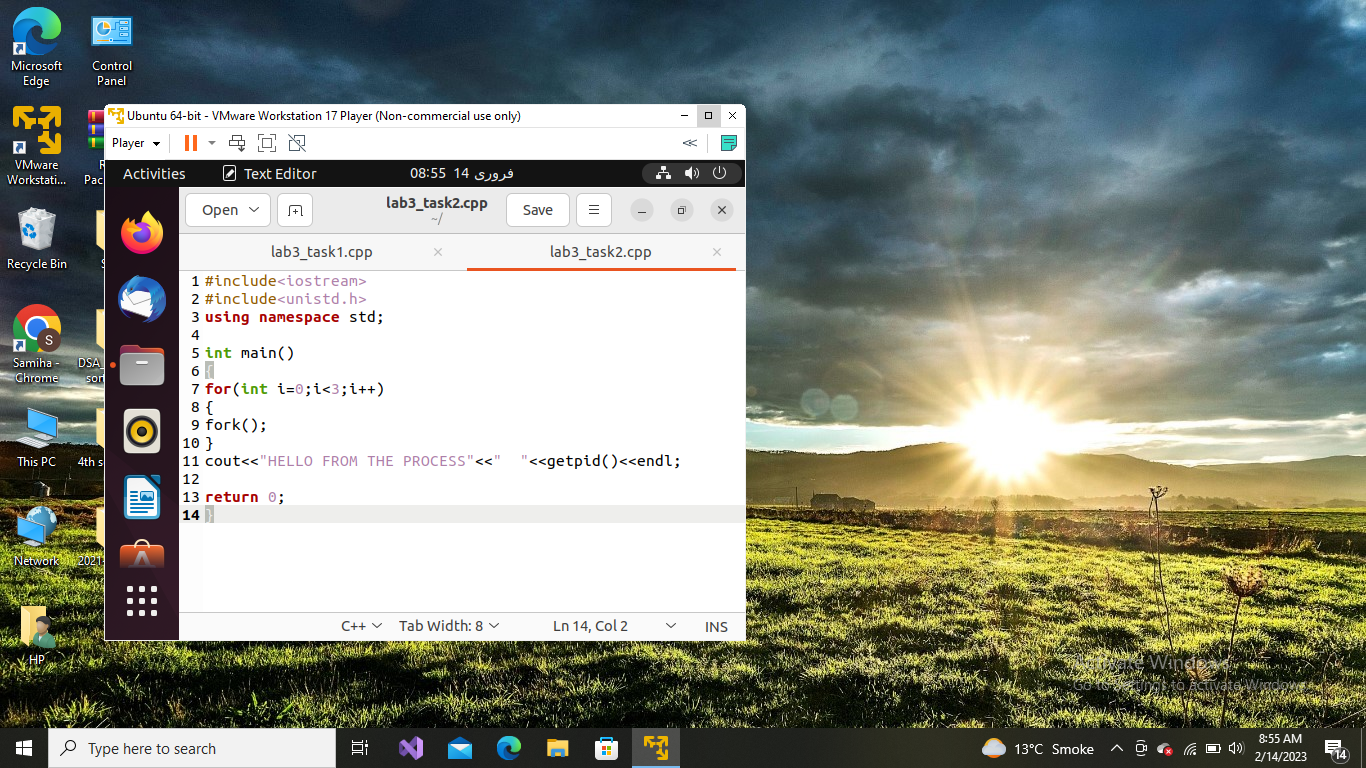 Microsoft Edge
Control Panel
VMware Workstati...
Recycle Bin
Samiha - Chrome
This PC
Network
HP
Ubuntu 64-bit - VMware Workstation 17 Player (Non-commercial use only)
Player
Activities
Text Editor
08:55 14 فروری
Open
lab3_task2.cpp
~/
Save
lab3_task1.cpp
lab3_task2.cpp
1 #include<iostream>
2 #include<unistd.h>
3 using namespace std;
4
5 int main()
6 {
7 for(int i=0;i<3;i++)
8 {
9 fork();
10 }
11 cout<<"HELLO FROM THE PROCESS"<<"  "<<getpid()<<endl;
12
13 return 0;
14 }
C++
Tab Width: 8
Ln 14, Col 2
INS
Activate Windows
Go to Settings to Activate Windows.
Type here to search
S
13°C Smoke
8:55 AM
2/14/2023
14